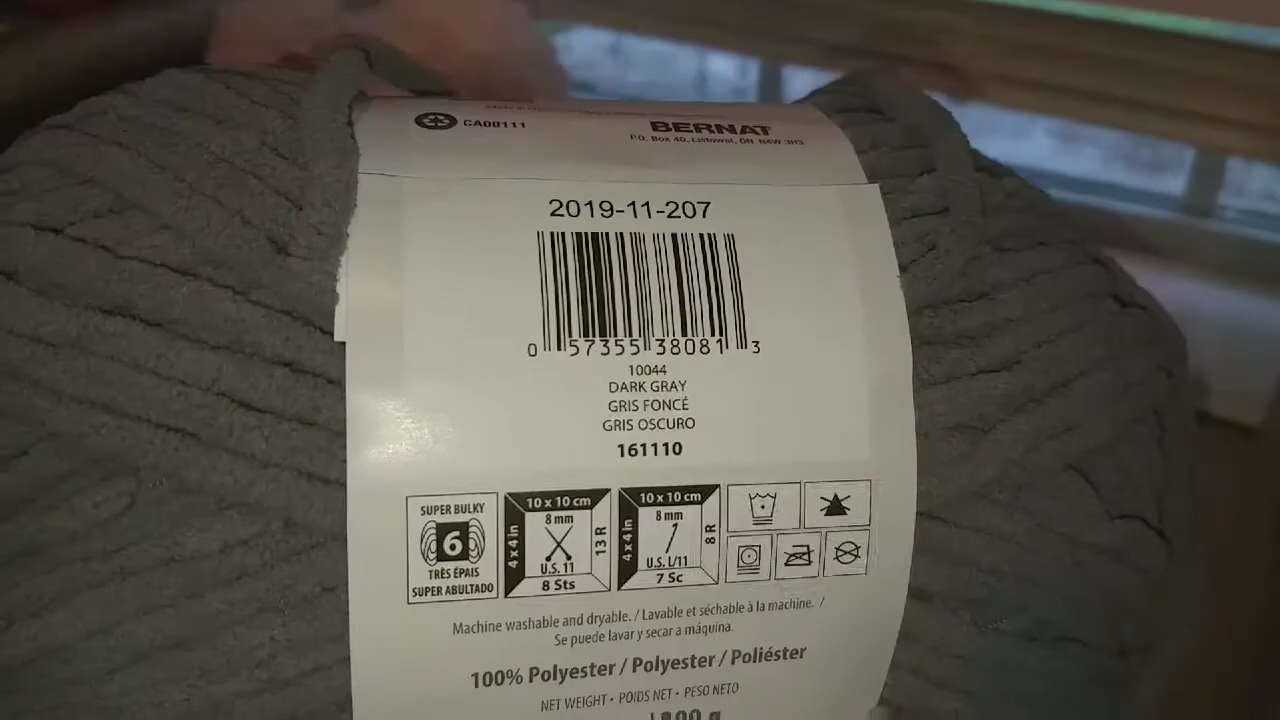 CA00111
BERNAT
P.O. Box 40, Listowel, ON N4W 3H3
2019-11-207
0 57355 38081 3
10044
DARK GRAY
GRIS FONCÉ
GRIS OSCURO
161110
SUPER BULKY
6
TRÈS ÉPAIS
SUPER ABULTADO
10 x 10 cm
4 x 4 in
8 mm
13 R
U.S. 11
8 Sts
10 x 10 cm
4 x 4 in
8 mm
8 R
U.S. L/11
7 Sc
Machine washable and dryable. / Lavable et séchable à la machine. /
Se puede lavar y secar a máquina.
100% Polyester / Polyester / Poliéster
NET WEIGHT • POIDS NET • PESO NETO